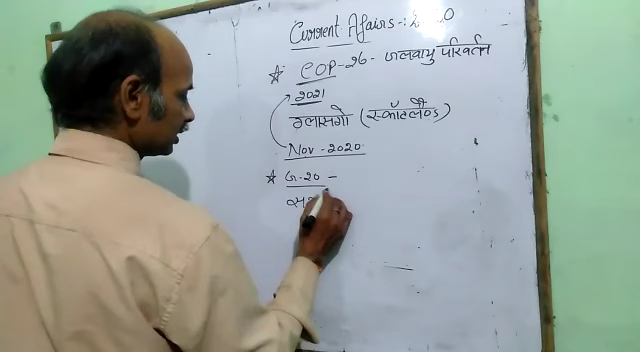 Current Affairs-:
☆ COP-26- जलवायु परिवर्तन
2021
ग्लासगो (स्कॉटलैण्ड)
Nov-2020
☆ G-20 -